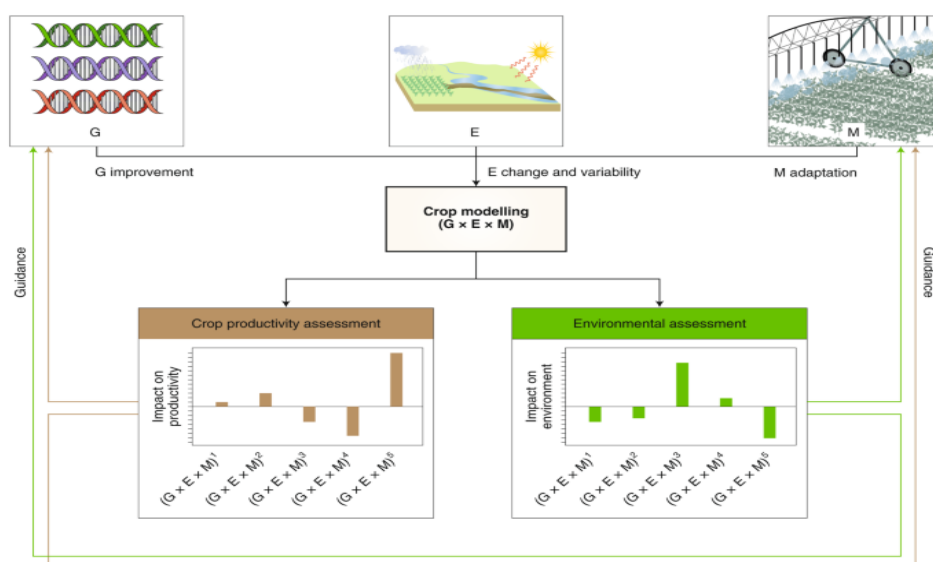 G
E
M
G improvement
E change and variability
M adaptation
Crop modelling
(G × E × M)
Guidance
Guidance
Crop productivity assessment
Impact on
productivity
(G × E × M)¹
(G × E × M)²
(G × E × M)³
(G × E × M)⁴
(G × E × M)⁵
Environmental assessment
Impact on
environment
(G × E × M)¹
(G × E × M)²
(G × E × M)³
(G × E × M)⁴
(G × E × M)⁵